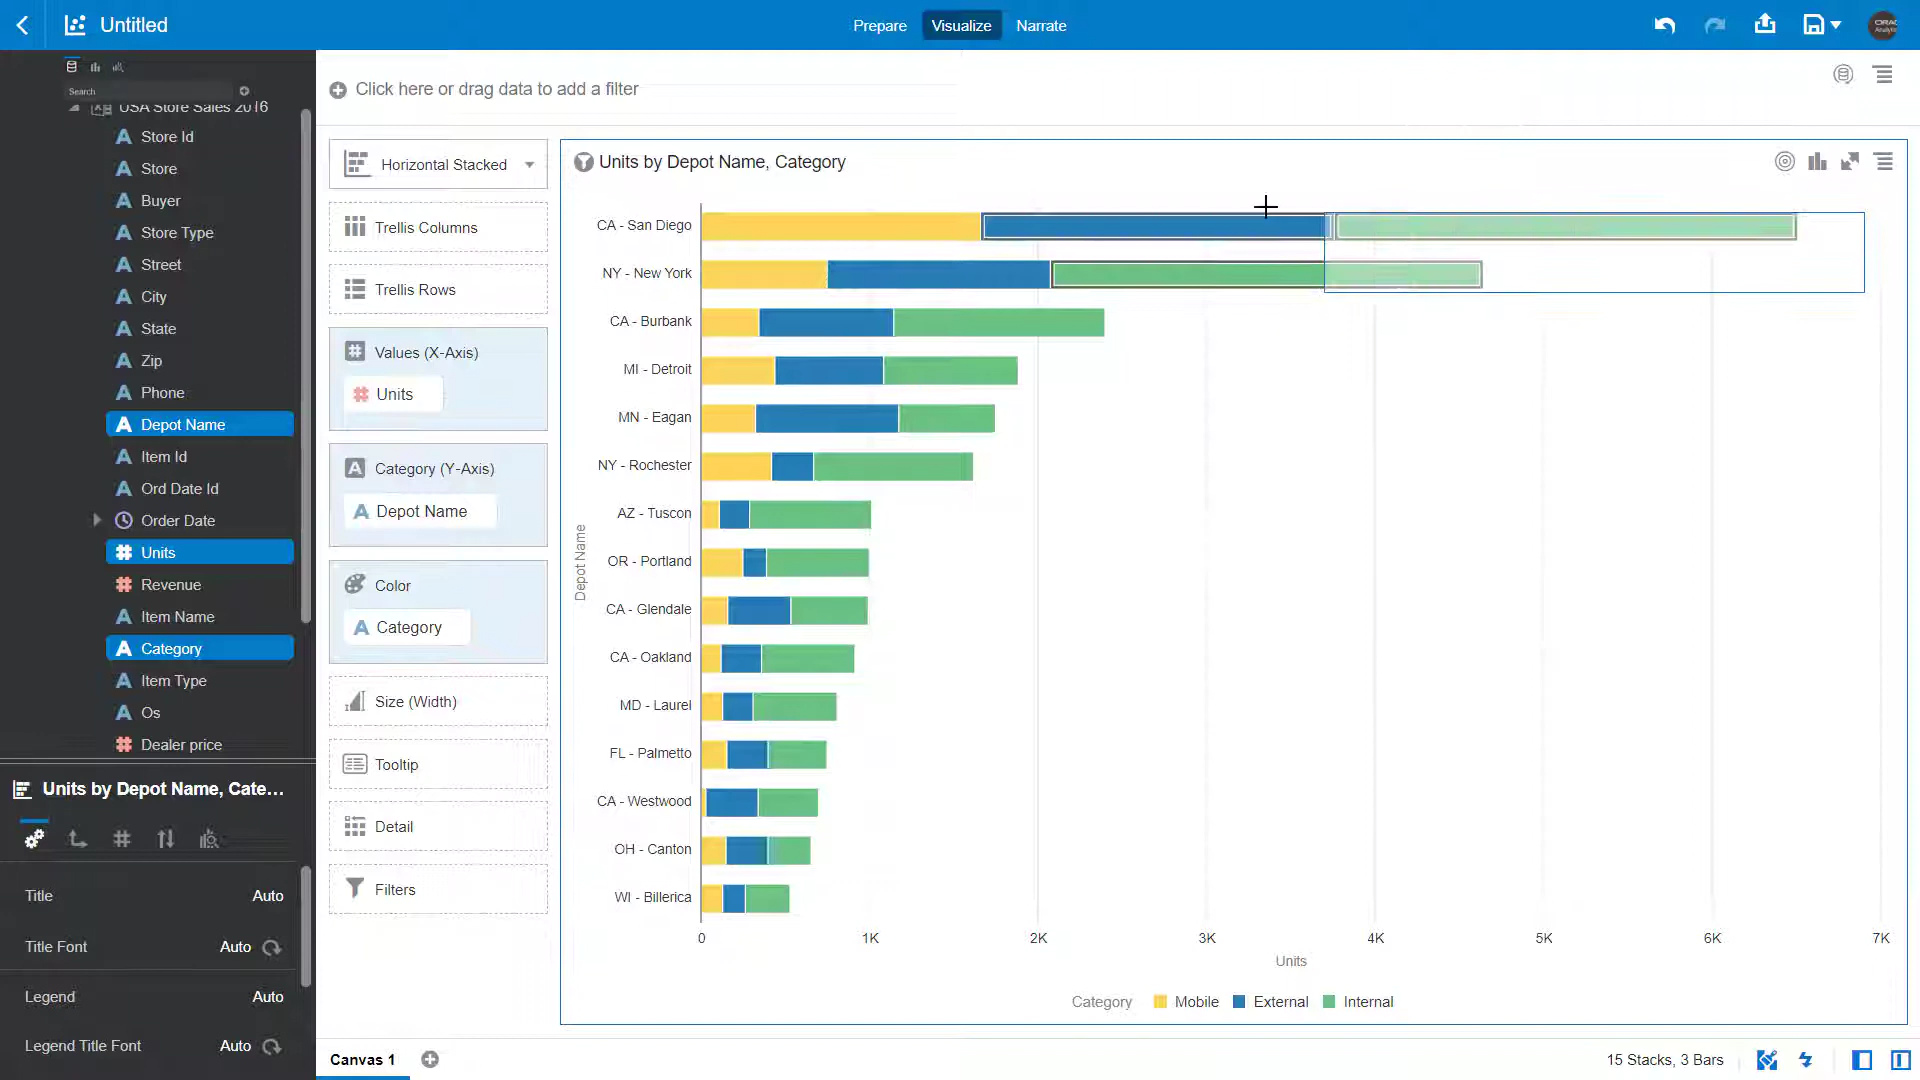 Untitled
Prepare
Visualize
Narrate
Search
USA Store Sales 2016
Store Id
Store
Buyer
Store Type
Street
City
State
Zip
Phone
Depot Name
Item Id
Ord Date Id
Order Date
Units
Revenue
Item Name
Category
Item Type
Os
Dealer price
Units by Depot Name, Cate...
Title Auto
Title Font Auto
Legend Auto
Legend Title Font Auto
Click here or drag data to add a filter
Horizontal Stacked
Trellis Columns
Trellis Rows
Values (X-Axis)
Units
Category (Y-Axis)
Depot Name
Color
Category
Size (Width)
Tooltip
Detail
Filters
Units by Depot Name, Category
Depot Name
CA - San Diego
NY - New York
CA - Burbank
MI - Detroit
MN - Eagan
NY - Rochester
AZ - Tuscon
OR - Portland
CA - Glendale
CA - Oakland
MD - Laurel
FL - Palmetto
CA - Westwood
OH - Canton
WI - Billerica
0 1K 2K 3K 4K 5K 6K 7K
Units
Category Mobile External Internal
Canvas 1
15 Stacks, 3 Bars